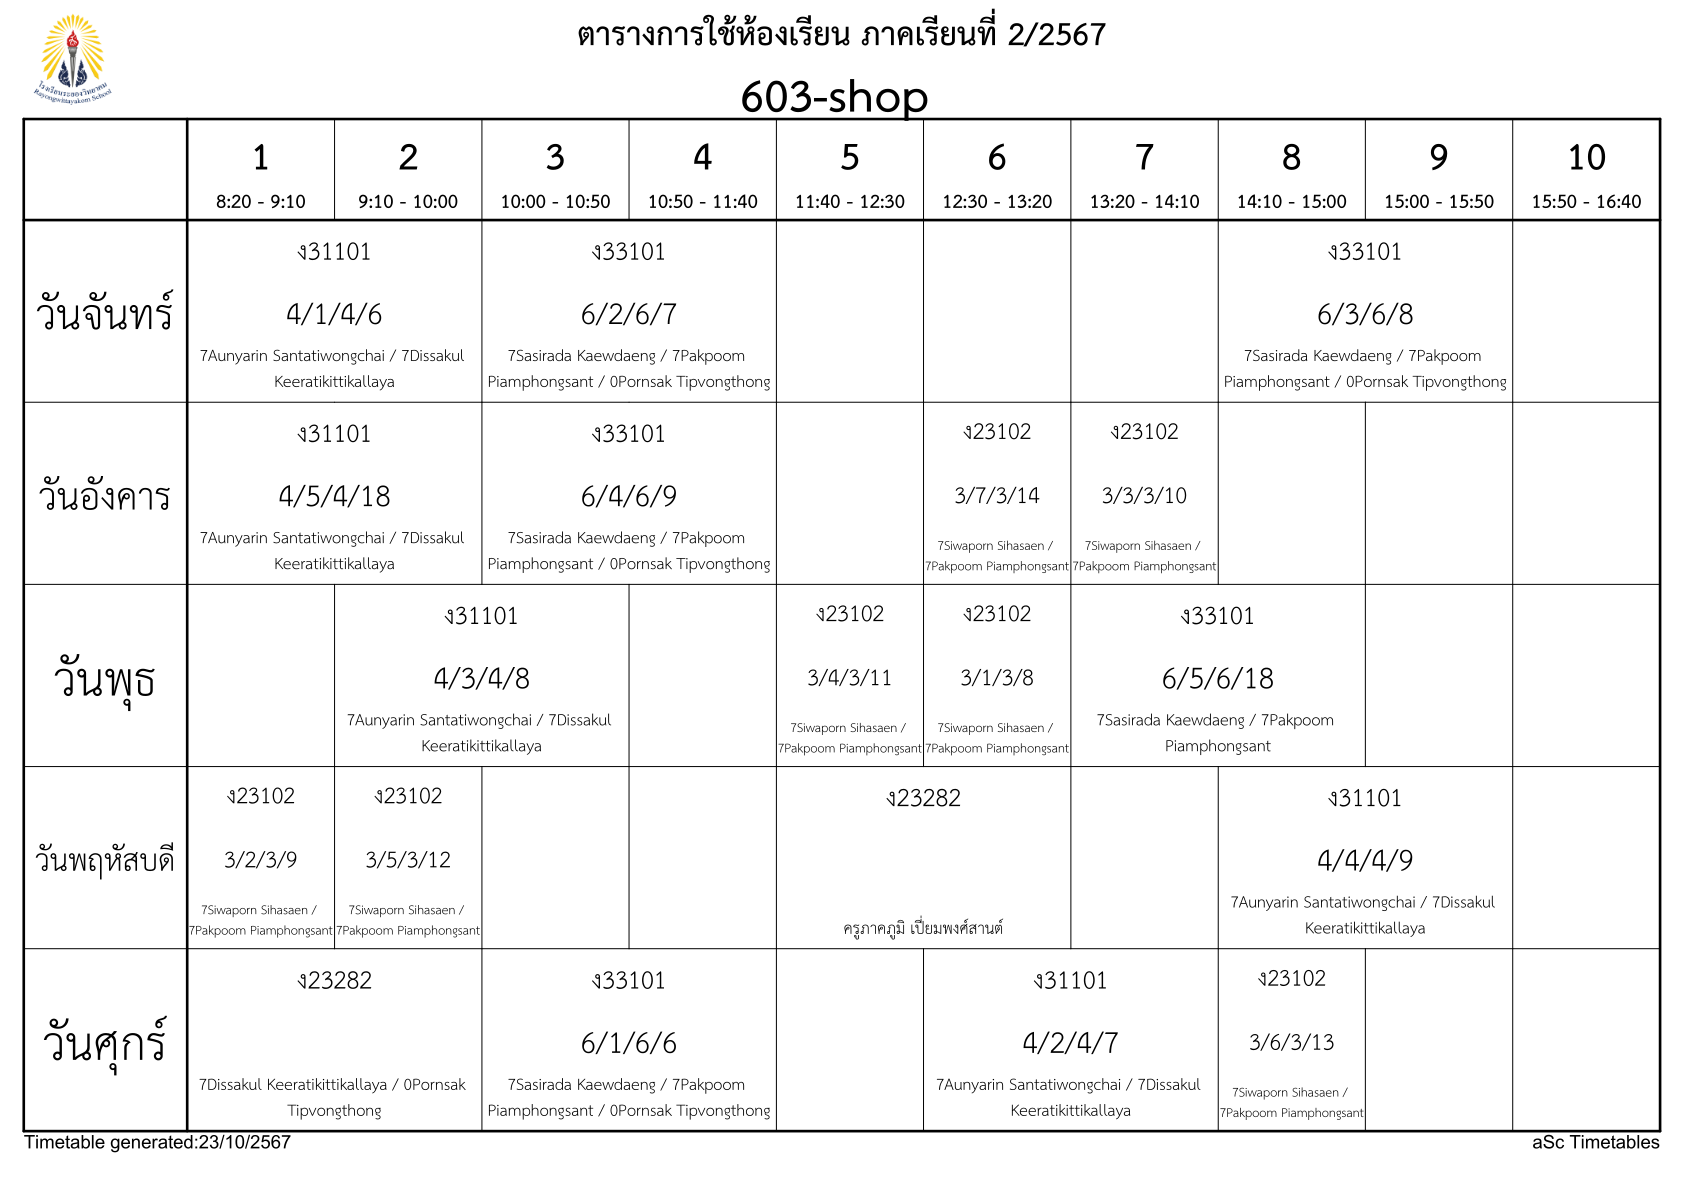 ตารางการใช้ห้องเรียน ภาคเรียนที่ 2/2567
โรงเรียนระยองวิทยาคม
Rayongwittayakom School
603-shop
1 2 3 4 5 6 7 8 9 10
8:20 - 9:10 9:10 - 10:00 10:00 - 10:50 10:50 - 11:40 11:40 - 12:30 12:30 - 13:20 13:20 - 14:10 14:10 - 15:00 15:00 - 15:50 15:50 - 16:40
วันจันทร์
ง31101
4/1/4/6
7Aunyarin Santatiwongchai / 7Dissakul
Keeratikittikallaya
ง33101
6/2/6/7
7Sasirada Kaewdaeng / 7Pakpoom
Piamphongsant / 0Pornsak Tipvongthong
ง33101
6/3/6/8
7Sasirada Kaewdaeng / 7Pakpoom
Piamphongsant / 0Pornsak Tipvongthong
วันอังคาร
ง31101
4/5/4/18
7Aunyarin Santatiwongchai / 7Dissakul
Keeratikittikallaya
ง33101
6/4/6/9
7Sasirada Kaewdaeng / 7Pakpoom
Piamphongsant / 0Pornsak Tipvongthong
ง23102
3/7/3/14
7Siwaporn Sihasaen /
7Pakpoom Piamphongsant
ง23102
3/3/3/10
7Siwaporn Sihasaen /
7Pakpoom Piamphongsant
วันพุธ
ง31101
4/3/4/8
7Aunyarin Santatiwongchai / 7Dissakul
Keeratikittikallaya
ง23102
3/4/3/11
7Siwaporn Sihasaen /
7Pakpoom Piamphongsant
ง23102
3/1/3/8
7Siwaporn Sihasaen /
7Pakpoom Piamphongsant
ง33101
6/5/6/18
7Sasirada Kaewdaeng / 7Pakpoom
Piamphongsant
วันพฤหัสบดี
ง23102
3/2/3/9
7Siwaporn Sihasaen /
7Pakpoom Piamphongsant
ง23102
3/5/3/12
7Siwaporn Sihasaen /
7Pakpoom Piamphongsant
ง23282
ครูภาคภูมิ เปี่ยมพงศ์สานต์
ง31101
4/4/4/9
7Aunyarin Santatiwongchai / 7Dissakul
Keeratikittikallaya
วันศุกร์
ง23282
7Dissakul Keeratikittikallaya / 0Pornsak
Tipvongthong
ง33101
6/1/6/6
7Sasirada Kaewdaeng / 7Pakpoom
Piamphongsant / 0Pornsak Tipvongthong
ง31101
4/2/4/7
7Aunyarin Santatiwongchai / 7Dissakul
Keeratikittikallaya
ง23102
3/6/3/13
7Siwaporn Sihasaen /
7Pakpoom Piamphongsant
Timetable generated:23/10/2567
aSc Timetables